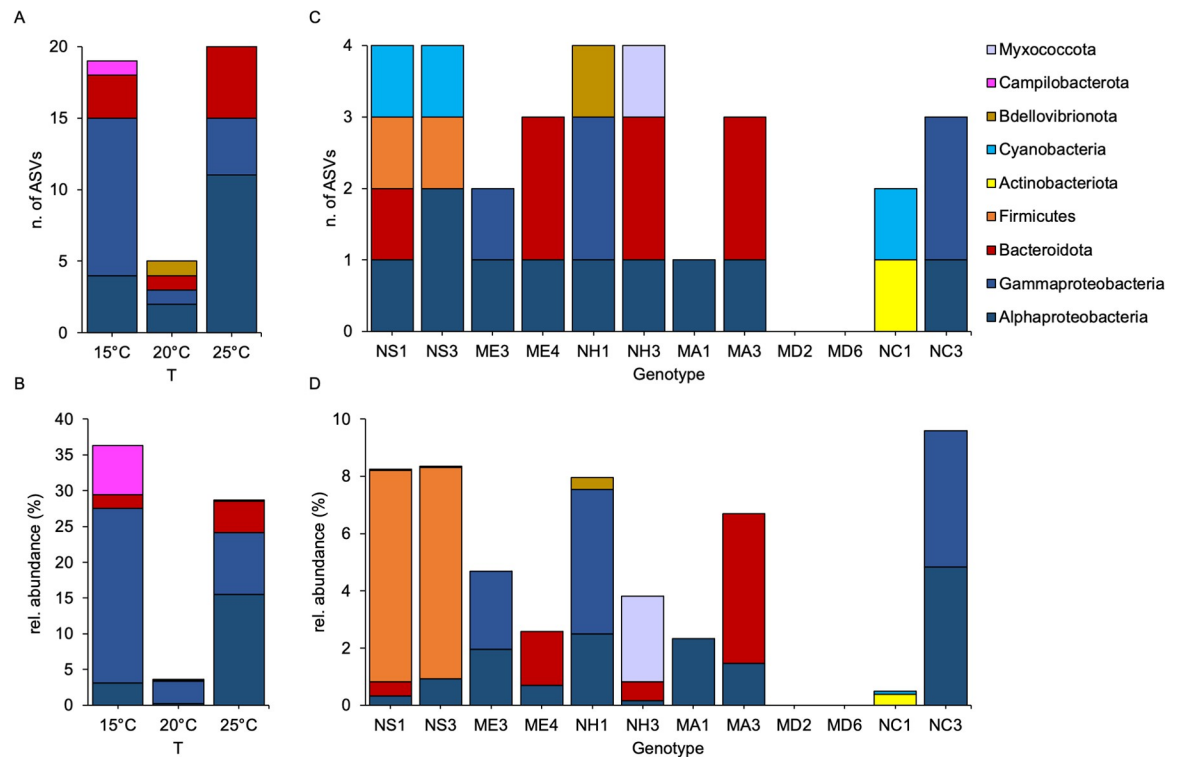 A
20
15
10
5
0
n. of ASVs
15°C 20°C 25°C
T
C
4
3
2
1
0
n. of ASVs
NS1 NS3 ME3 ME4 NH1 NH3 MA1 MA3 MD2 MD6 NC1 NC3
Genotype
Myxococcota
Campilobacterota
Bdellovibrionota
Cyanobacteria
Actinobacteriota
Firmicutes
Bacteroidota
Gammaproteobacteria
Alphaproteobacteria
B
40
35
30
25
20
15
10
5
0
rel. abundance (%)
15°C 20°C 25°C
T
D
10
8
6
4
2
0
rel. abundance (%)
NS1 NS3 ME3 ME4 NH1 NH3 MA1 MA3 MD2 MD6 NC1 NC3
Genotype